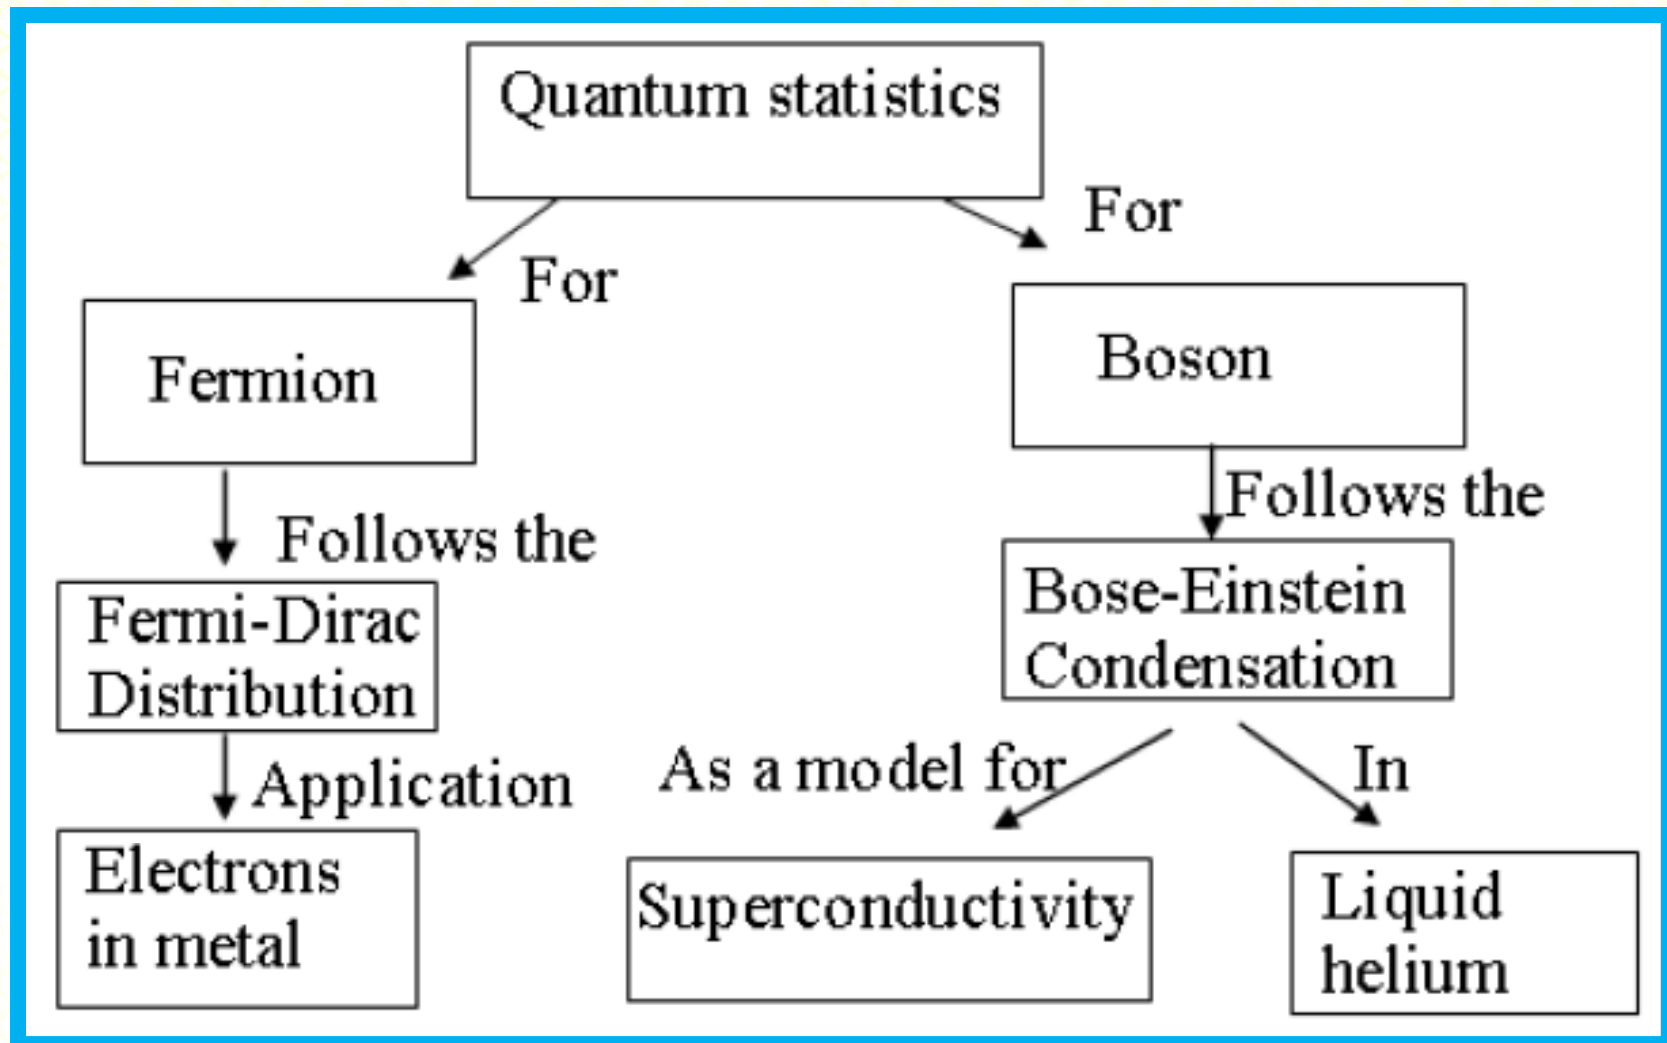 Quantum statistics
For
For
Fermion
Boson
Follows the
Follows the
Fermi-Dirac
Distribution
Bose-Einstein
Condensation
Application
As a model for
In
Electrons
in metal
Superconductivity
Liquid
helium